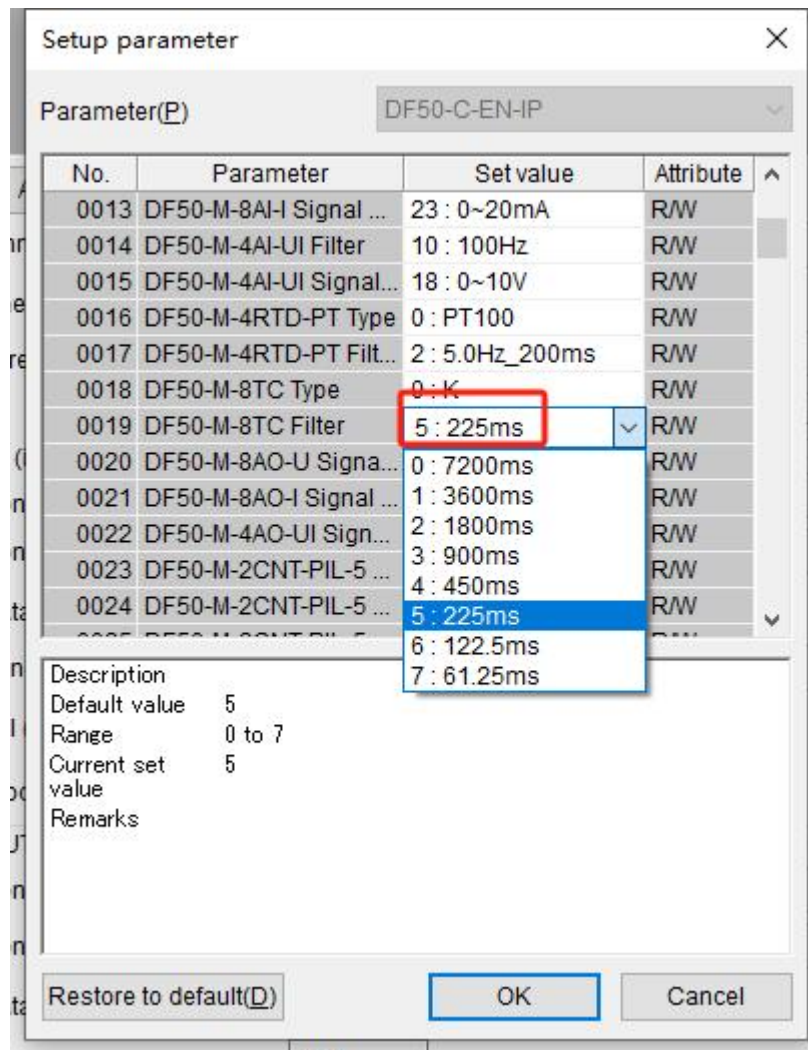 Setup parameter
Parameter(P) DF50-C-EN-IP
No. Parameter Set value Attribute
0013 DF50-M-8AI-I Signal ... 23 : 0~20mA R/W
0014 DF50-M-4AI-UI Filter 10 : 100Hz R/W
0015 DF50-M-4AI-UI Signal... 18 : 0~10V R/W
0016 DF50-M-4RTD-PT Type 0 : PT100 R/W
0017 DF50-M-4RTD-PT Filt... 2 : 5.0Hz_200ms R/W
0018 DF50-M-8TC Type 0 : K R/W
0019 DF50-M-8TC Filter 5 : 225ms R/W
0020 DF50-M-8AO-U Signa... R/W
0021 DF50-M-8AO-I Signal ... R/W
0022 DF50-M-4AO-UI Sign... R/W
0023 DF50-M-2CNT-PIL-5 ... R/W
0024 DF50-M-2CNT-PIL-5 ... R/W
0 : 7200ms
1 : 3600ms
2 : 1800ms
3 : 900ms
4 : 450ms
5 : 225ms
6 : 122.5ms
7 : 61.25ms
Description
Default value 5
Range 0 to 7
Current set value 5
Remarks
Restore to default(D) OK Cancel